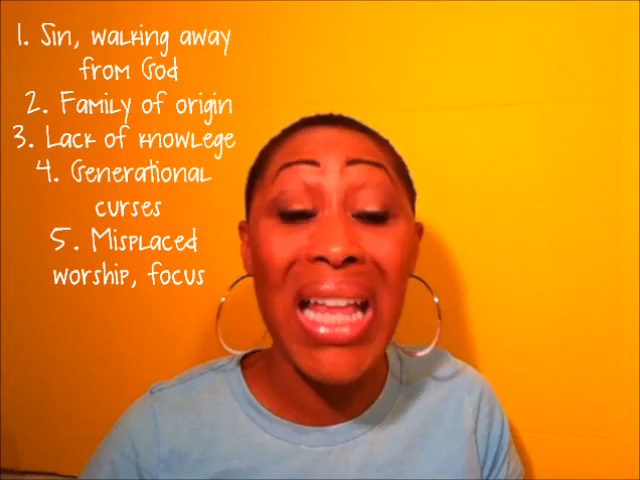 1. Sin, walking away
from God
2. Family of origin
3. Lack of knowlege
4. Generational
curses
5. Misplaced
worship, focus